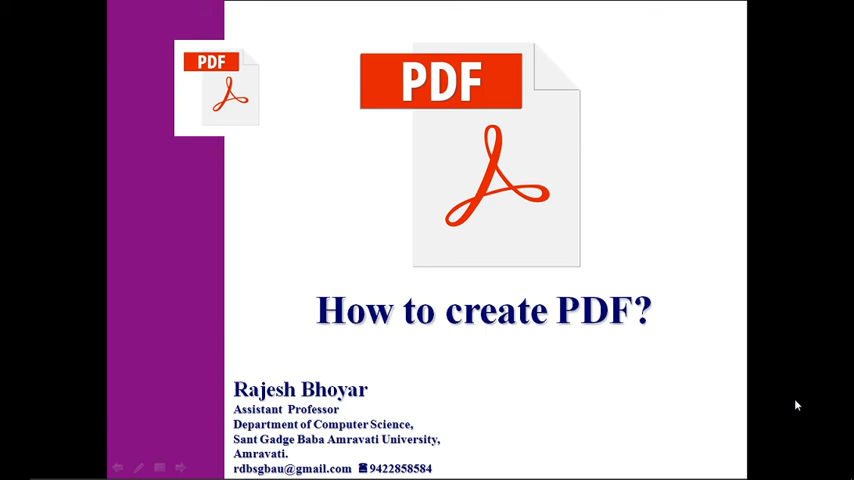 PDF
PDF
How to create PDF?
Rajesh Bhoyar
Assistant Professor
Department of Computer Science,
Sant Gadge Baba Amravati University,
Amravati.
rdbsgbau@gmail.com 9422858584